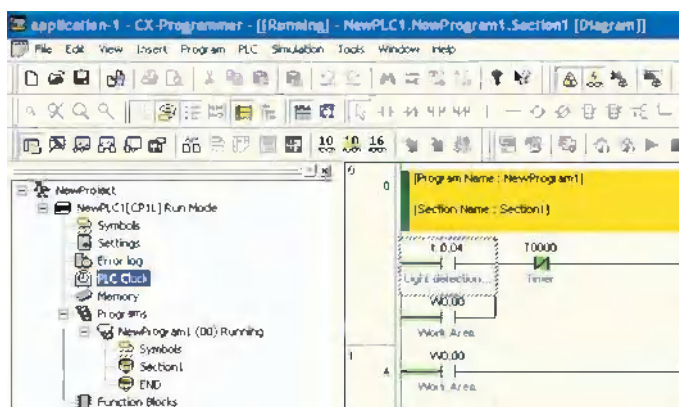 application-1 - CX-Programmer - [[Running] - NewPLC1.NewProgram1.Section1 [Diagram]]
File Edit View Insert Program PLC Simulation Tools Window Help
10 10 16
NewProject
NewPLC1[CP1L] Run Mode
Symbols
Settings
Error log
PLC Clock
Memory
Programs
NewProgram1 (00) Running
Symbols
Section1
END
Function Blocks
0
[Program Name : NewProgram1]
[Section Name : Section1]
I: 0.04 T0000
Light detection... Timer
W0.00
Work Area
1
4
W0.00
Work Area